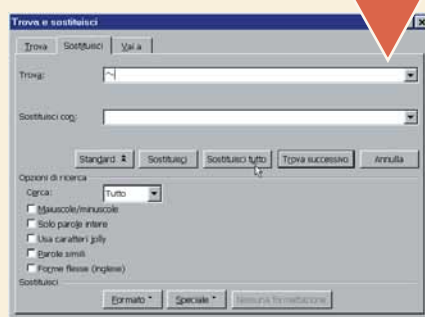 Trova e sostituisci
Trova Sostituisci Vai a
Trova:
Sostituisci con:
Standard Sostituisci Sostituisci tutto Trova successivo Annulla
Opzioni di ricerca
Cerca: Tutto
Maiuscole/minuscole
Solo parole intere
Usa caratteri jolly
Parole simili
Forme flesse (inglese)
Sostituisci
Formato Speciale Nessuna formattazione